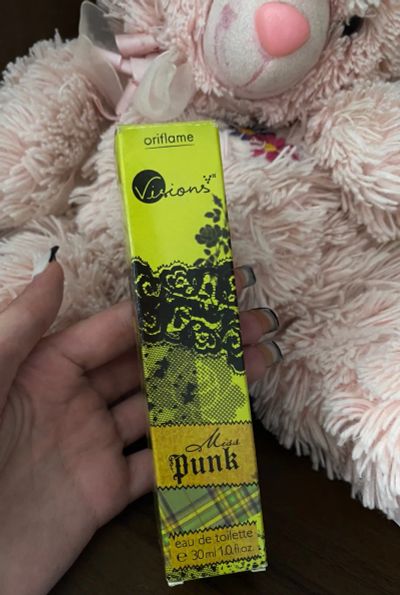 oriflame
Visions V*
Miss
Punk
eau de toilette
℮ 30 ml 1.0 fl.oz.